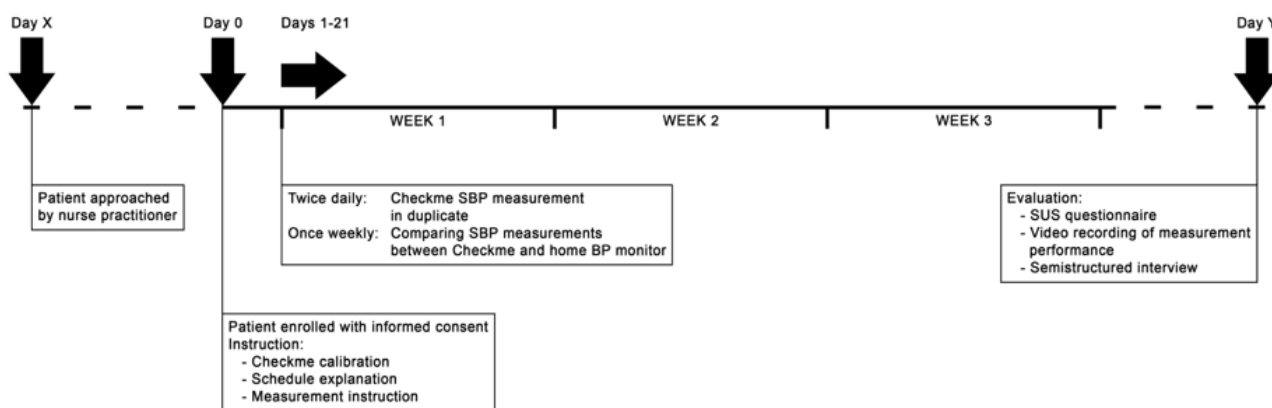 Day X
Day 0
Days 1-21
Day Y
WEEK 1
WEEK 2
WEEK 3
Patient approached
by nurse practitioner
Twice daily: Checkme SBP measurement
in duplicate
Once weekly: Comparing SBP measurements
between Checkme and home BP monitor
Evaluation:
- SUS questionnaire
- Video recording of measurement
performance
- Semistructured interview
Patient enrolled with informed consent
Instruction:
- Checkme calibration
- Schedule explanation
- Measurement instruction